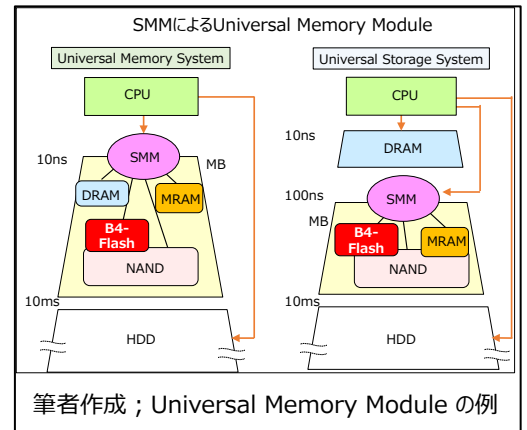 SMMによるUniversal Memory Module
Universal Memory System
CPU
10ns
SMM
MB
DRAM
MRAM
B4-
Flash
NAND
10ms
HDD
Universal Storage System
CPU
10ns
DRAM
100ns
SMM
MB
B4-
Flash
MRAM
NAND
10ms
HDD
筆者作成 ; Universal Memory Module の例